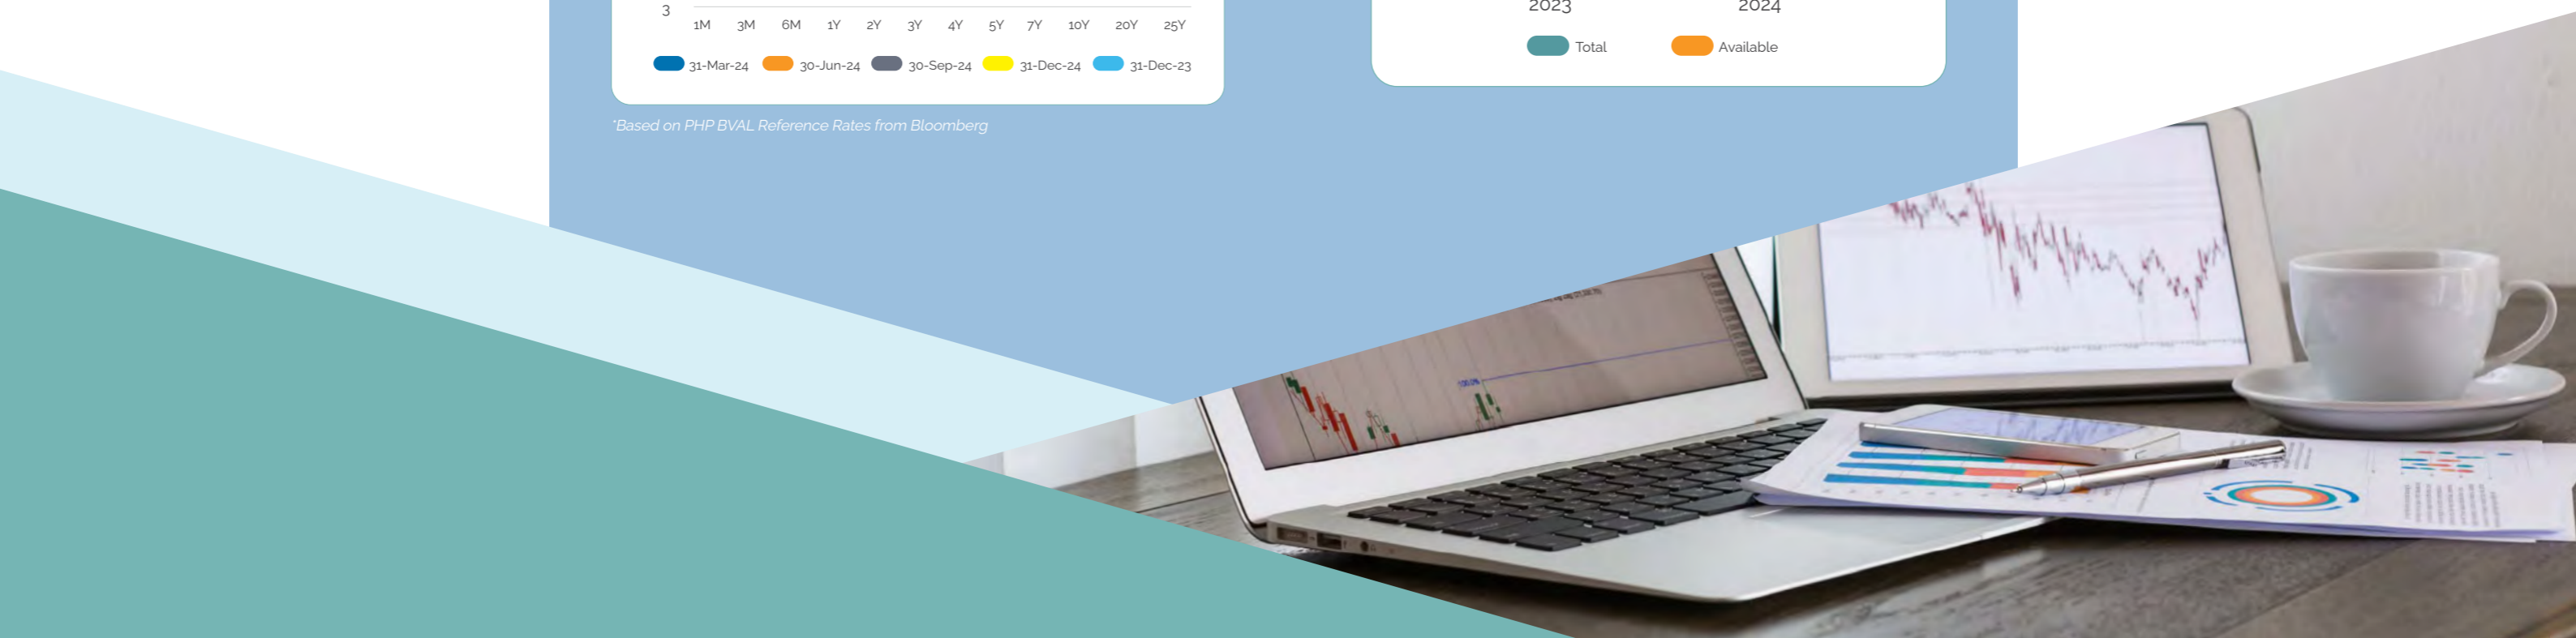 3
1M 3M 6M 1Y 2Y 3Y 4Y 5Y 7Y 10Y 20Y 25Y
31-Mar-24 30-Jun-24 30-Sep-24 31-Dec-24 31-Dec-23
*Based on PHP BVAL Reference Rates from Bloomberg
2023 2024
Total Available